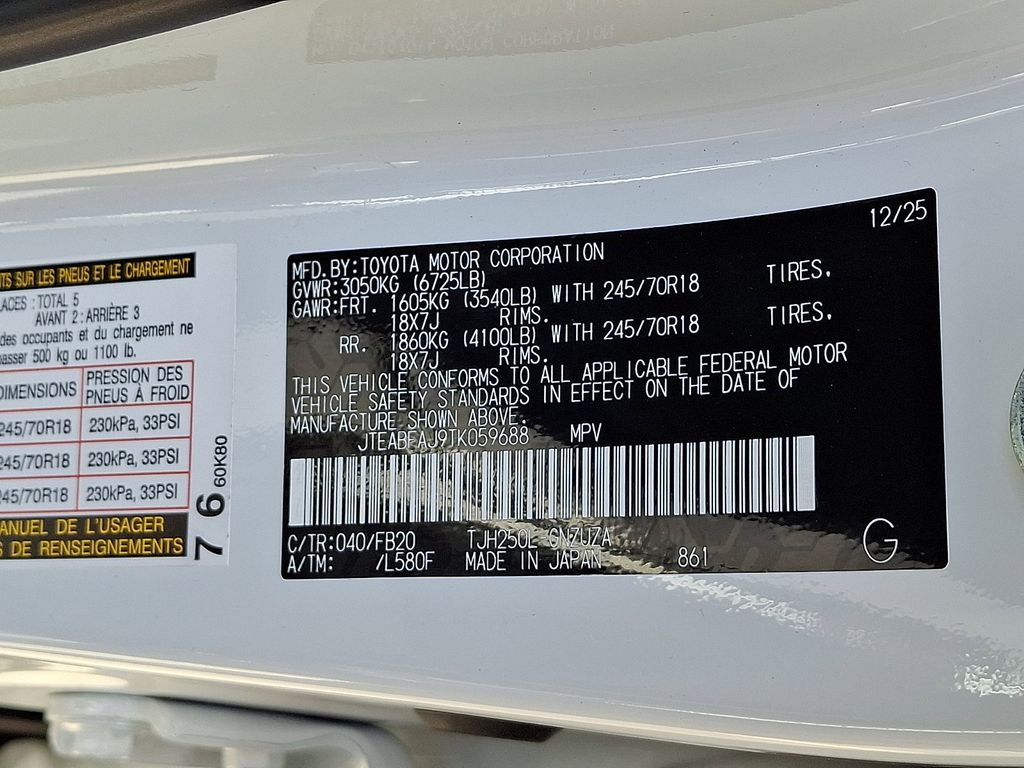 TS SUR LES PNEUS ET LE CHARGEMENT
LACES : TOTAL 5
AVANT 2 : ARRIÈRE 3
des occupants et du chargement ne
passer 500 kg ou 1100 lb.
DIMENSIONS PRESSION DES PNEUS À FROID
245/70R18 230kPa, 33PSI
245/70R18 230kPa, 33PSI
245/70R18 230kPa, 33PSI
MANUEL DE L'USAGER
S DE RENSEIGNEMENTS
7 6 60K80
12/25
MFD.BY:TOYOTA MOTOR CORPORATION
GVWR:3050KG (6725LB)
GAWR:FRT. 1605KG (3540LB) WITH 245/70R18 TIRES,
18X7J RIMS.
RR. 1860KG (4100LB) WITH 245/70R18 TIRES,
18X7J RIMS.
THIS VEHICLE CONFORMS TO ALL APPLICABLE FEDERAL MOTOR
VEHICLE SAFETY STANDARDS IN EFFECT ON THE DATE OF
MANUFACTURE SHOWN ABOVE.
JTEABFAJ9TK059688 MPV
C/TR:040/FB20 TJH250L-GNZUZA
A/TM: /L580F MADE IN JAPAN 861
G